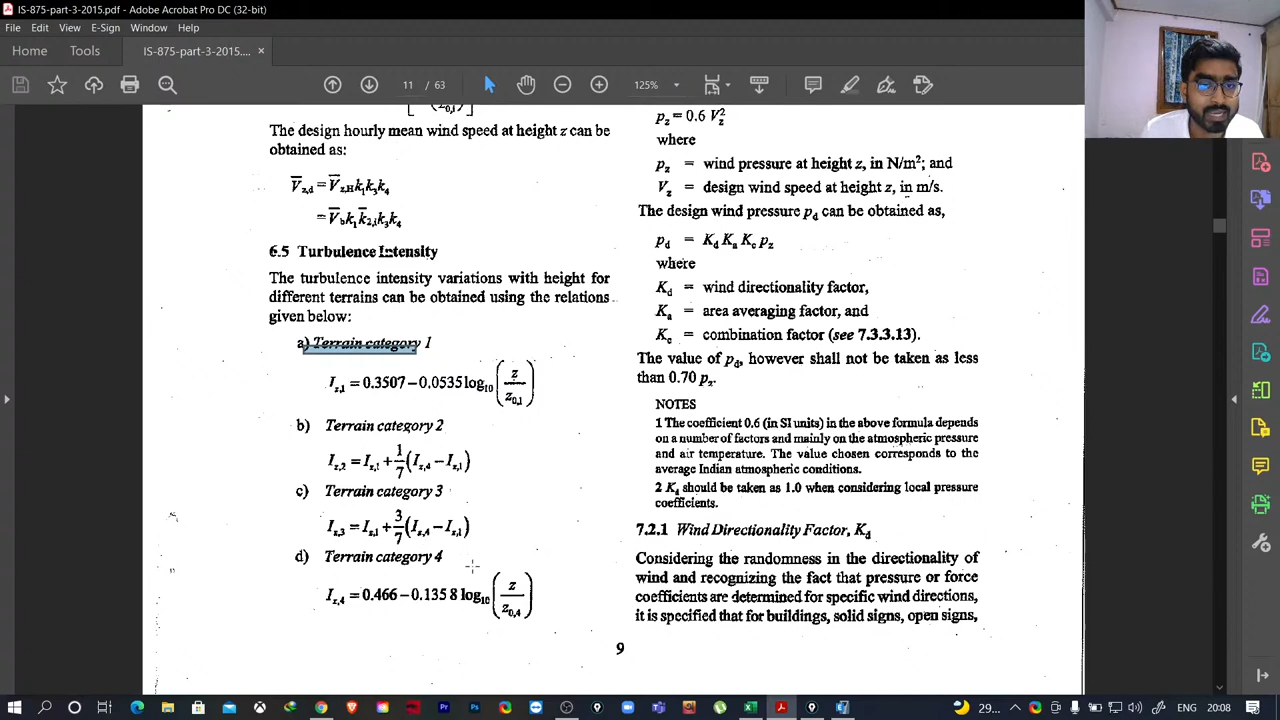 IS-875-part-3-2015.pdf - Adobe Acrobat Pro DC (32-bit)
File Edit View E-Sign Window Help
Home Tools IS-875-part-3-2015.... ×
11 / 63 125%
The design hourly mean wind speed at height z can be
obtained as:
V̅z,d = V̅z,H k1k3k4
= V̅b k1 k̅2,i k3k4
6.5 Turbulence Intensity
The turbulence intensity variations with height for
different terrains can be obtained using the relations
given below:
a) Terrain category 1
Iz,1 = 0.3507 – 0.0535 log10 (z/z0,1)
b) Terrain category 2
Iz,2 = Iz,1 + 1/7 (Iz,4 – Iz,1)
c) Terrain category 3
Iz,3 = Iz,1 + 3/7 (Iz,4 – Iz,1)
d) Terrain category 4
Iz,4 = 0.466 – 0.135 8 log10 (z/z0,4)
pz = 0.6 Vz²
where
pz = wind pressure at height z, in N/m²; and
Vz = design wind speed at height z, in m/s.
The design wind pressure pd can be obtained as,
pd = Kd Ka Kc pz
where
Kd = wind directionality factor,
Ka = area averaging factor, and
Kc = combination factor (see 7.3.3.13).
The value of pd, however shall not be taken as less
than 0.70 pz.
NOTES
1 The coefficient 0.6 (in SI units) in the above formula depends
on a number of factors and mainly on the atmospheric pressure
and air temperature. The value chosen corresponds to the
average Indian atmospheric conditions.
2 Kd should be taken as 1.0 when considering local pressure
coefficients.
7.2.1 Wind Directionality Factor, Kd
Considering the randomness in the directionality of
wind and recognizing the fact that pressure or force
coefficients are determined for specific wind directions,
it is specified that for buildings, solid signs, open signs,
9
29... ENG 20:08